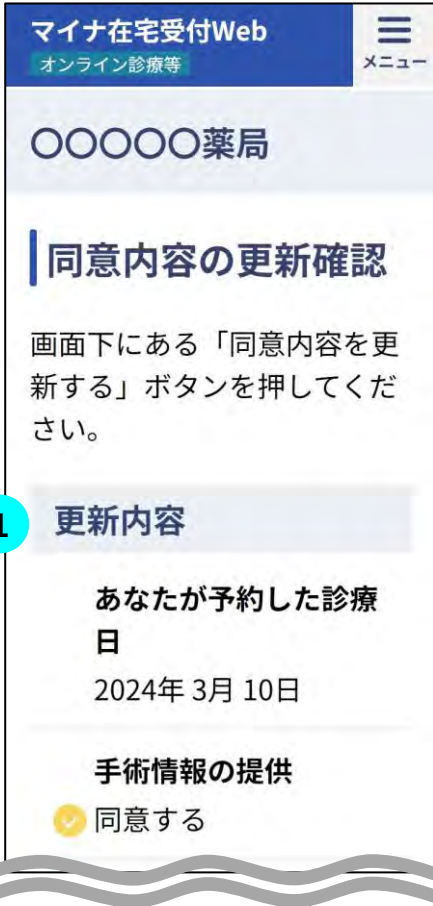 マイナ在宅受付Web
オンライン診療等
メニュー
〇〇〇〇〇薬局
同意内容の更新確認
画面下にある「同意内容を更
新する」ボタンを押してくだ
さい。
1
更新内容
あなたが予約した診療
日
2024年 3月 10日
手術情報の提供
同意する